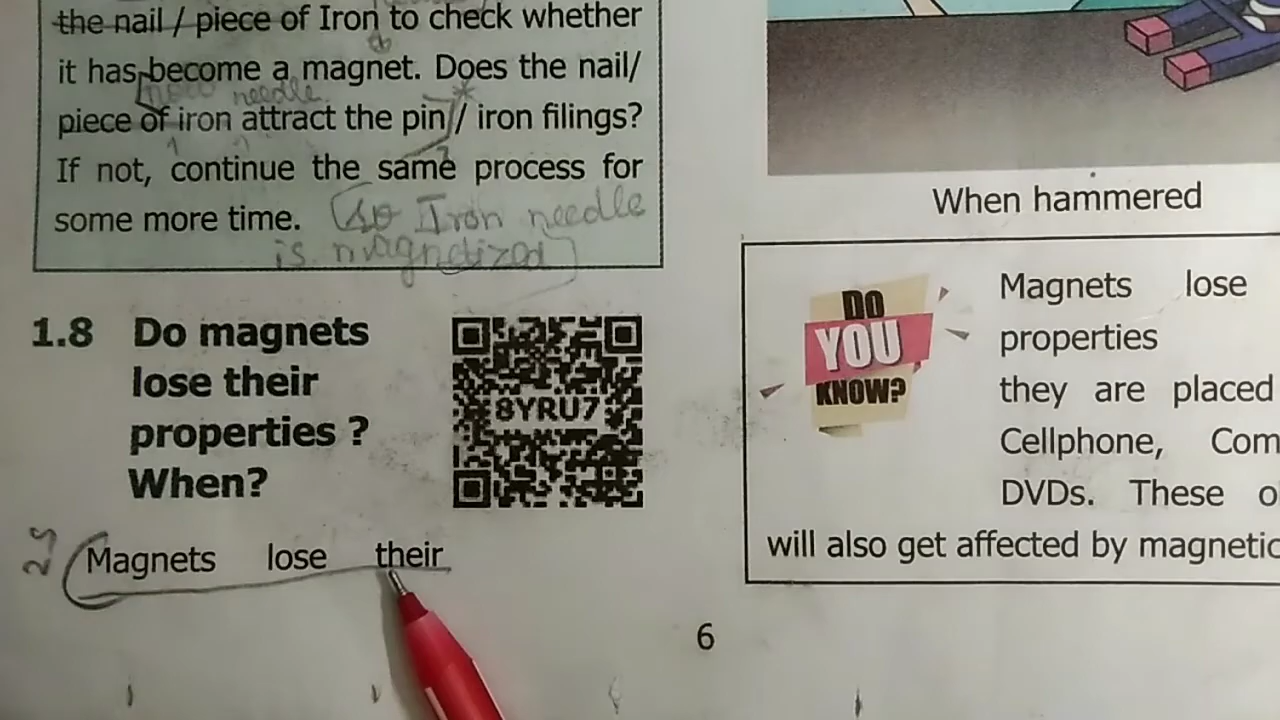 the nail / piece of Iron to check whether
it has become a magnet. Does the nail/
needle
piece of iron attract the pin / iron filings?
If not, continue the same process for
some more time. (so Iron needle
is magnetized)
1.8 Do magnets
lose their
properties ?
When?
8YRU7
Magnets lose their
When hammered
DO
YOU
KNOW?
Magnets lose
properties
they are placed
Cellphone, Com
DVDs. These o
will also get affected by magnetic
6